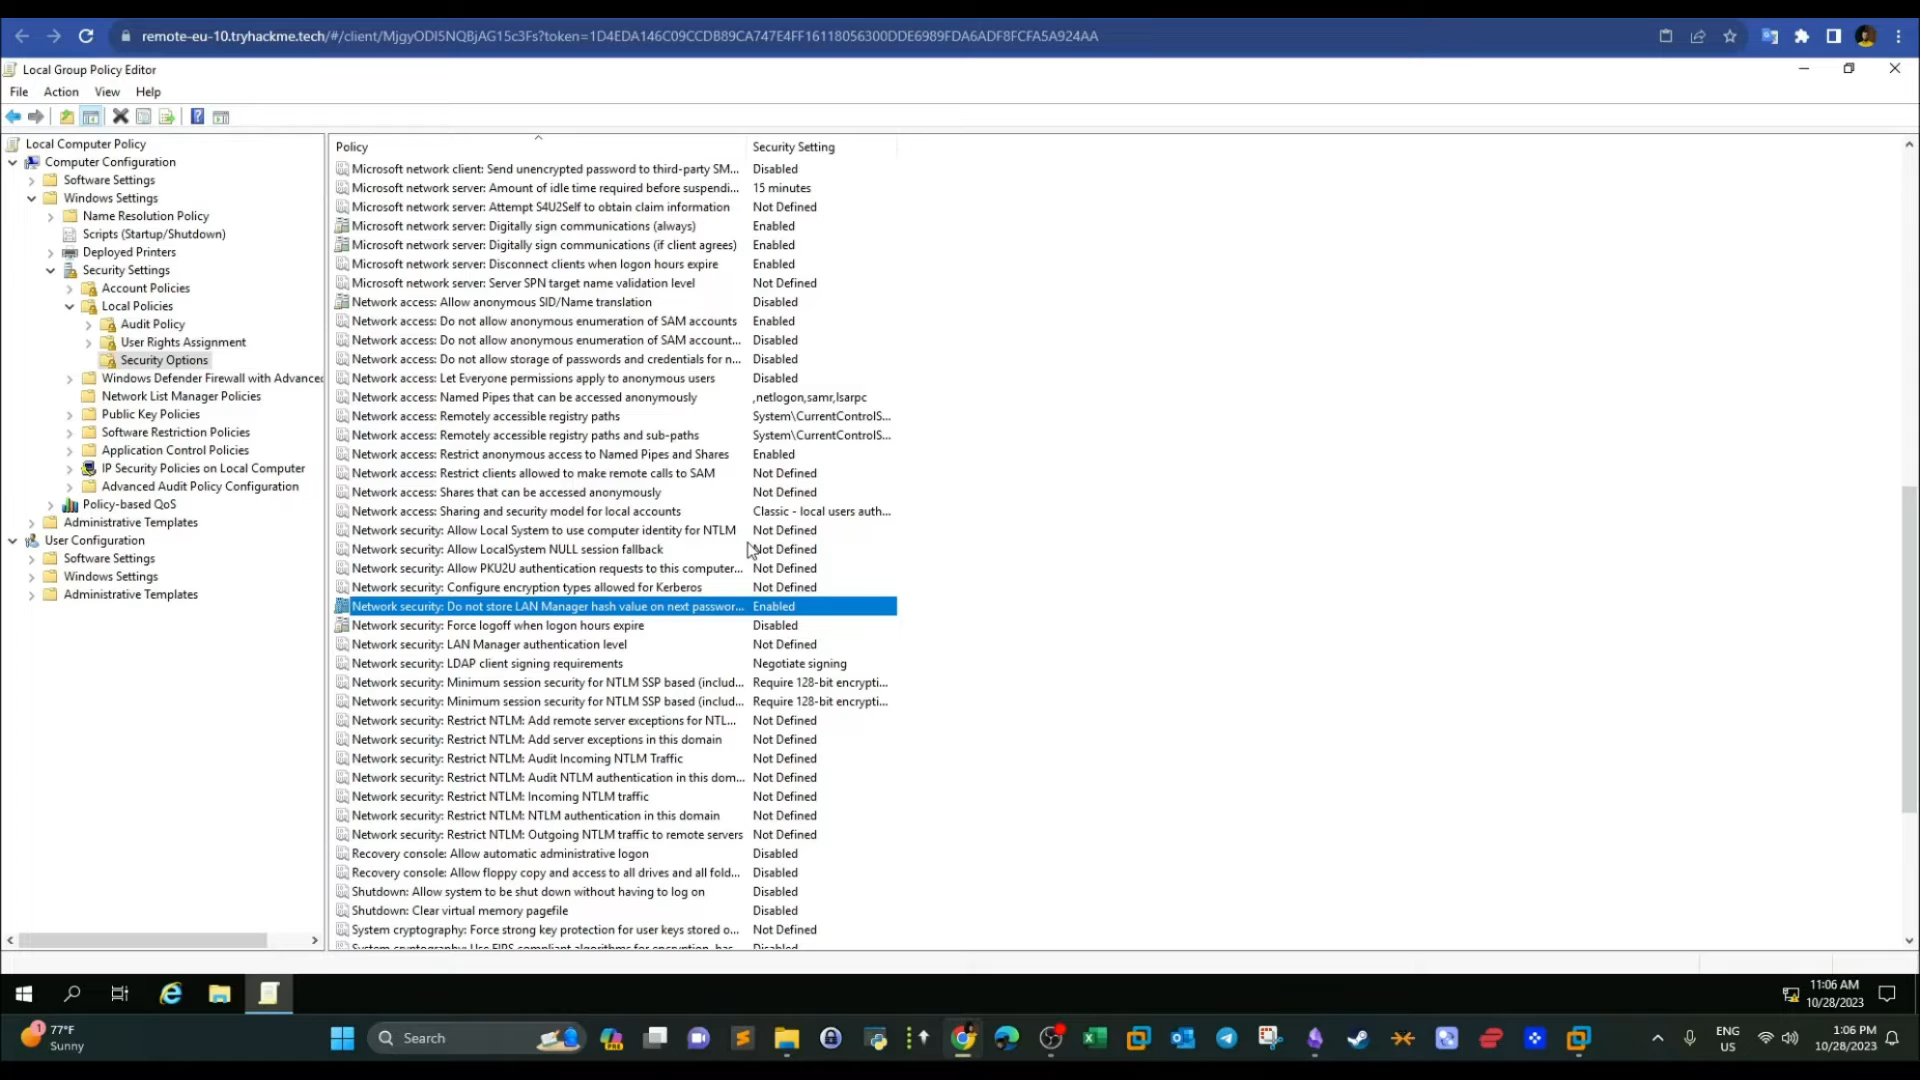 remote-eu-10.tryhackme.tech/#/client/MjgyODI5NQBjAG15c3Fs?token=1D4EDA146C09CCDB89CA747E4FF16118056300DDE6989FDA6ADF8FCFA5A924AA
Local Group Policy Editor
File Action View Help
Local Computer Policy
Computer Configuration
Software Settings
Windows Settings
Name Resolution Policy
Scripts (Startup/Shutdown)
Deployed Printers
Security Settings
Account Policies
Local Policies
Audit Policy
User Rights Assignment
Security Options
Windows Defender Firewall with Advanced
Network List Manager Policies
Public Key Policies
Software Restriction Policies
Application Control Policies
IP Security Policies on Local Computer
Advanced Audit Policy Configuration
Policy-based QoS
Administrative Templates
User Configuration
Software Settings
Windows Settings
Administrative Templates
Policy Security Setting
Microsoft network client: Send unencrypted password to third-party SM... Disabled
Microsoft network server: Amount of idle time required before suspendi... 15 minutes
Microsoft network server: Attempt S4U2Self to obtain claim information Not Defined
Microsoft network server: Digitally sign communications (always) Enabled
Microsoft network server: Digitally sign communications (if client agrees) Enabled
Microsoft network server: Disconnect clients when logon hours expire Enabled
Microsoft network server: Server SPN target name validation level Not Defined
Network access: Allow anonymous SID/Name translation Disabled
Network access: Do not allow anonymous enumeration of SAM accounts Enabled
Network access: Do not allow anonymous enumeration of SAM account... Disabled
Network access: Do not allow storage of passwords and credentials for n... Disabled
Network access: Let Everyone permissions apply to anonymous users Disabled
Network access: Named Pipes that can be accessed anonymously ,netlogon,samr,lsarpc
Network access: Remotely accessible registry paths System\CurrentControlS...
Network access: Remotely accessible registry paths and sub-paths System\CurrentControlS...
Network access: Restrict anonymous access to Named Pipes and Shares Enabled
Network access: Restrict clients allowed to make remote calls to SAM Not Defined
Network access: Shares that can be accessed anonymously Not Defined
Network access: Sharing and security model for local accounts Classic - local users auth...
Network security: Allow Local System to use computer identity for NTLM Not Defined
Network security: Allow LocalSystem NULL session fallback Not Defined
Network security: Allow PKU2U authentication requests to this computer... Not Defined
Network security: Configure encryption types allowed for Kerberos Not Defined
Network security: Do not store LAN Manager hash value on next passwor... Enabled
Network security: Force logoff when logon hours expire Disabled
Network security: LAN Manager authentication level Not Defined
Network security: LDAP client signing requirements Negotiate signing
Network security: Minimum session security for NTLM SSP based (includ... Require 128-bit encrypti...
Network security: Minimum session security for NTLM SSP based (includ... Require 128-bit encrypti...
Network security: Restrict NTLM: Add remote server exceptions for NTL... Not Defined
Network security: Restrict NTLM: Add server exceptions in this domain Not Defined
Network security: Restrict NTLM: Audit Incoming NTLM Traffic Not Defined
Network security: Restrict NTLM: Audit NTLM authentication in this dom... Not Defined
Network security: Restrict NTLM: Incoming NTLM traffic Not Defined
Network security: Restrict NTLM: NTLM authentication in this domain Not Defined
Network security: Restrict NTLM: Outgoing NTLM traffic to remote servers Not Defined
Recovery console: Allow automatic administrative logon Disabled
Recovery console: Allow floppy copy and access to all drives and all fold... Disabled
Shutdown: Allow system to be shut down without having to log on Disabled
Shutdown: Clear virtual memory pagefile Disabled
System cryptography: Force strong key protection for user keys stored o... Not Defined
System cryptography: Use FIPS compliant algorithms for encryption, has... Disabled
11:06 AM
10/28/2023
1
77°F
Sunny
Search
ENG
US
1:06 PM
10/28/2023